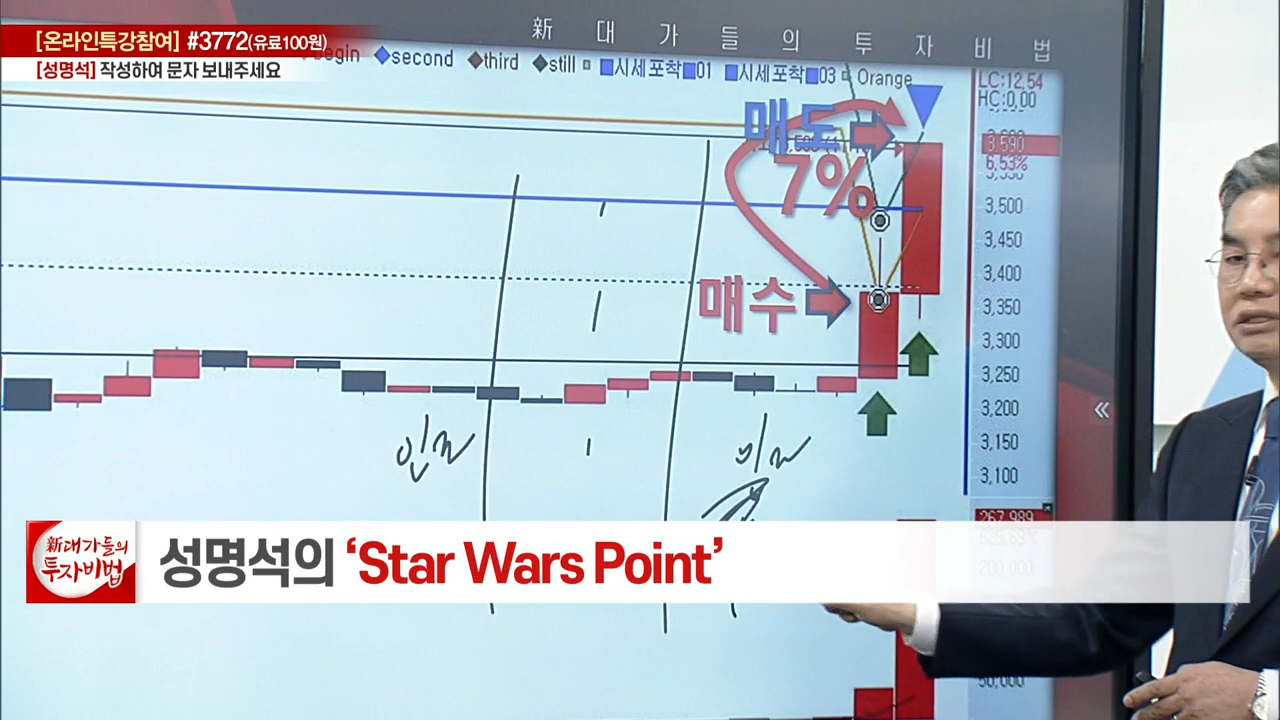 [온라인특강참여] #3772(유료100원)
[성명석] 작성하여 문자 보내주세요
新 대 가 들 의 투 자 비 법
second third still 시세포착 01 시세포착 03 Orange
LC:12,54
HC:0,00
매도
7%
매수
3,590
6,53%
3,500
3,450
3,400
3,350
3,300
3,250
3,200
3,150
3,100
267,989
50,000
新대가들의
투자비법
성명석의 ‘Star Wars Point’